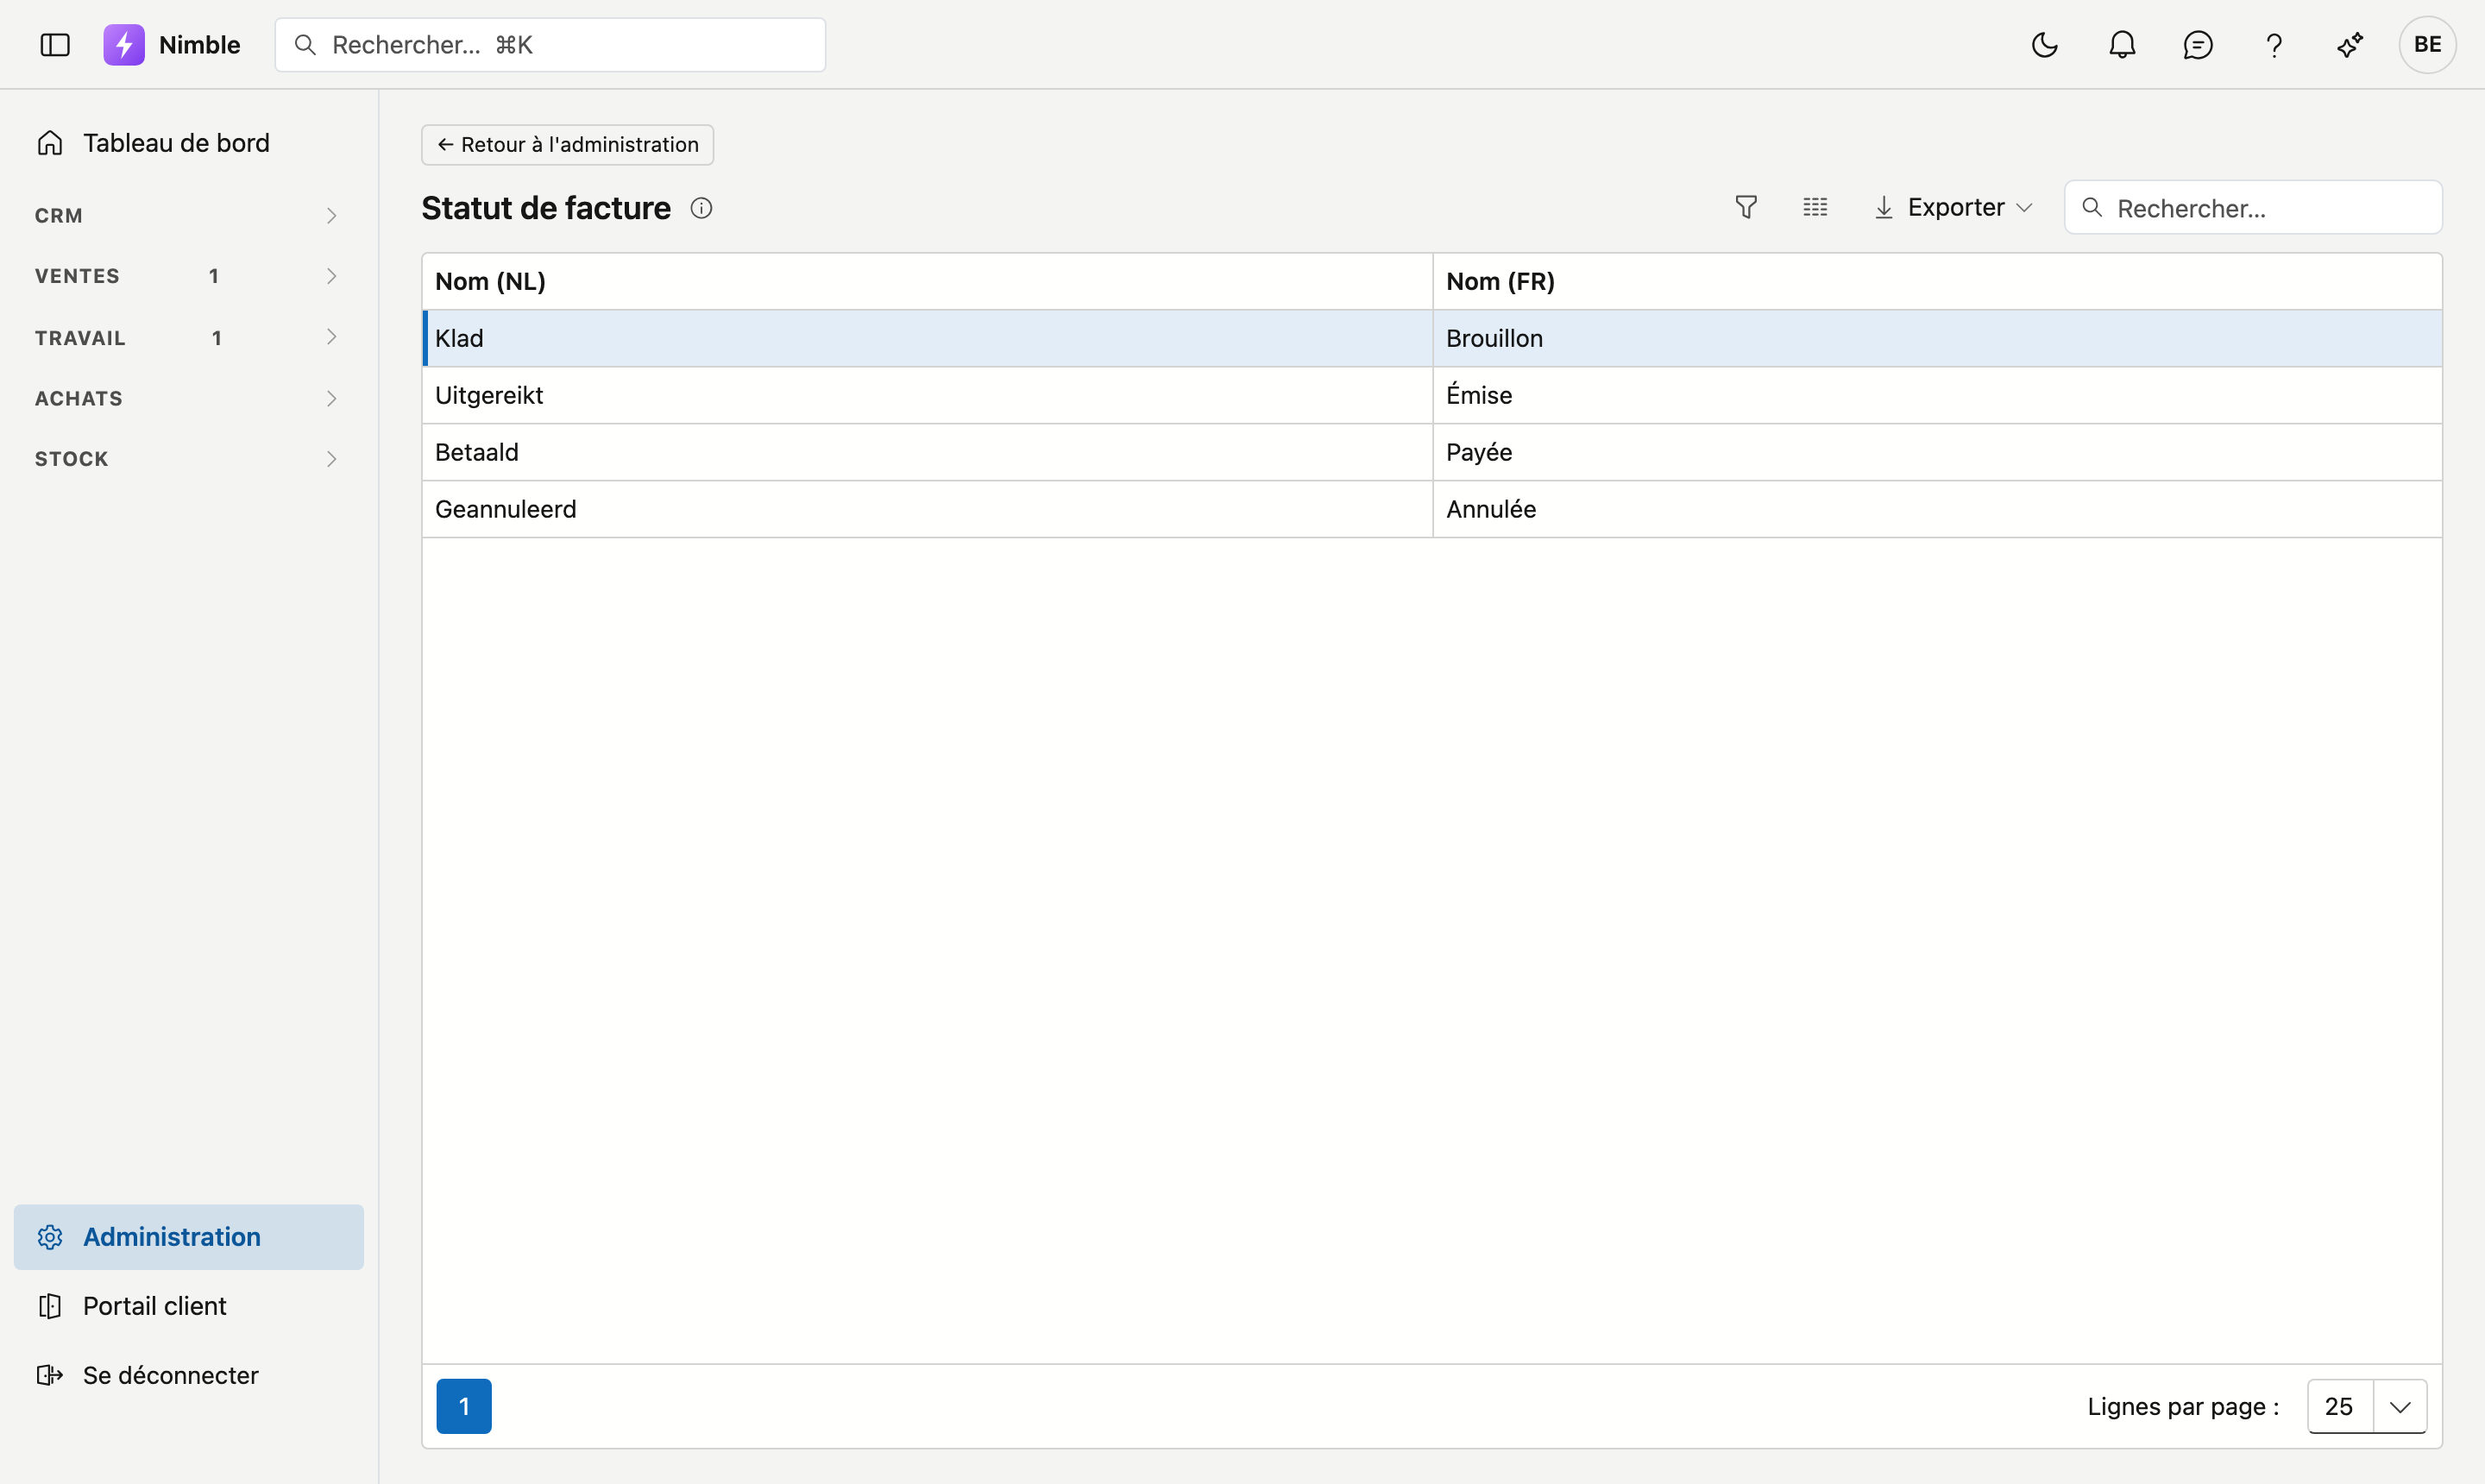 Nimble
Rechercher... ⌘K
BE
Tableau de bord
CRM
VENTES 1
TRAVAIL 1
ACHATS
STOCK
Administration
Portail client
Se déconnecter
← Retour à l'administration
Statut de facture
Exporter
Rechercher...
Nom (NL) Nom (FR)
Klad Brouillon
Uitgereikt Émise
Betaald Payée
Geannuleerd Annulée
1
Lignes par page : 25